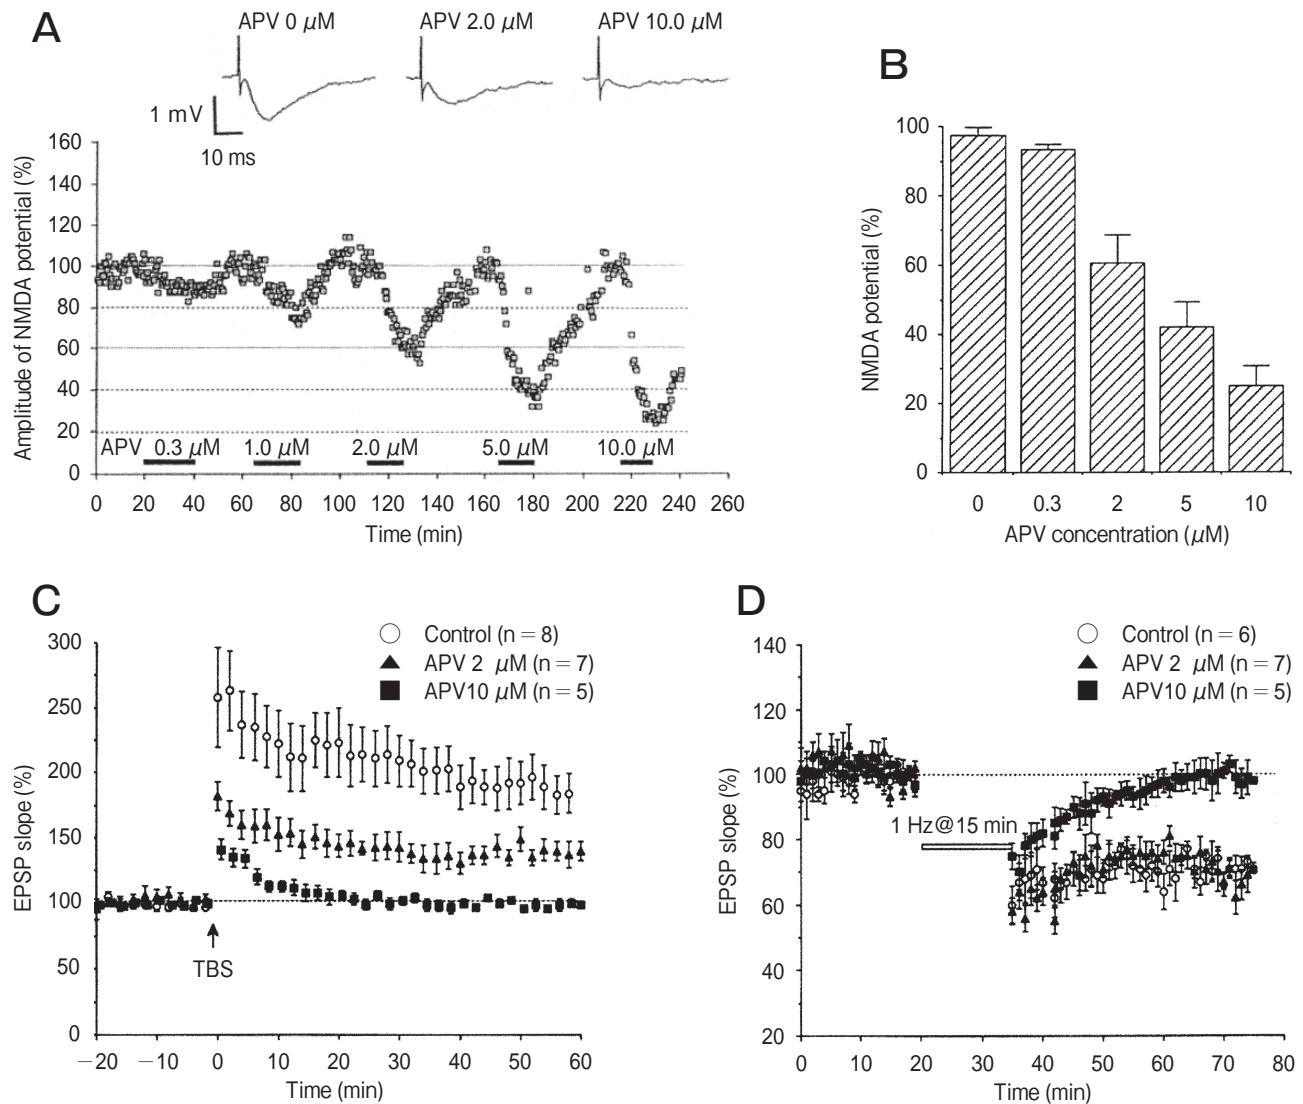 A
APV 0 µM
APV 2.0 µM
APV 10.0 µM
1 mV
10 ms
Amplitude of NMDA potential (%)
160
140
120
100
80
60
40
20
0
APV 0.3 µM 1.0 µM 2.0 µM 5.0 µM 10.0 µM
0 20 40 60 80 100 120 140 160 180 200 220 240 260
Time (min)
B
NMDA potential (%)
100
80
60
40
20
0
0 0.3 2 5 10
APV concentration (µM)
C
EPSP slope (%)
300
250
200
150
100
50
0
Control (n = 8)
APV 2 µM (n = 7)
APV10 µM (n = 5)
TBS
−20 −10 0 10 20 30 40 50 60
Time (min)
D
EPSP slope (%)
140
120
100
80
60
40
20
Control (n = 6)
APV 2 µM (n = 7)
APV10 µM (n = 5)
1 Hz@15 min
0 10 20 30 40 50 60 70 80
Time (min)